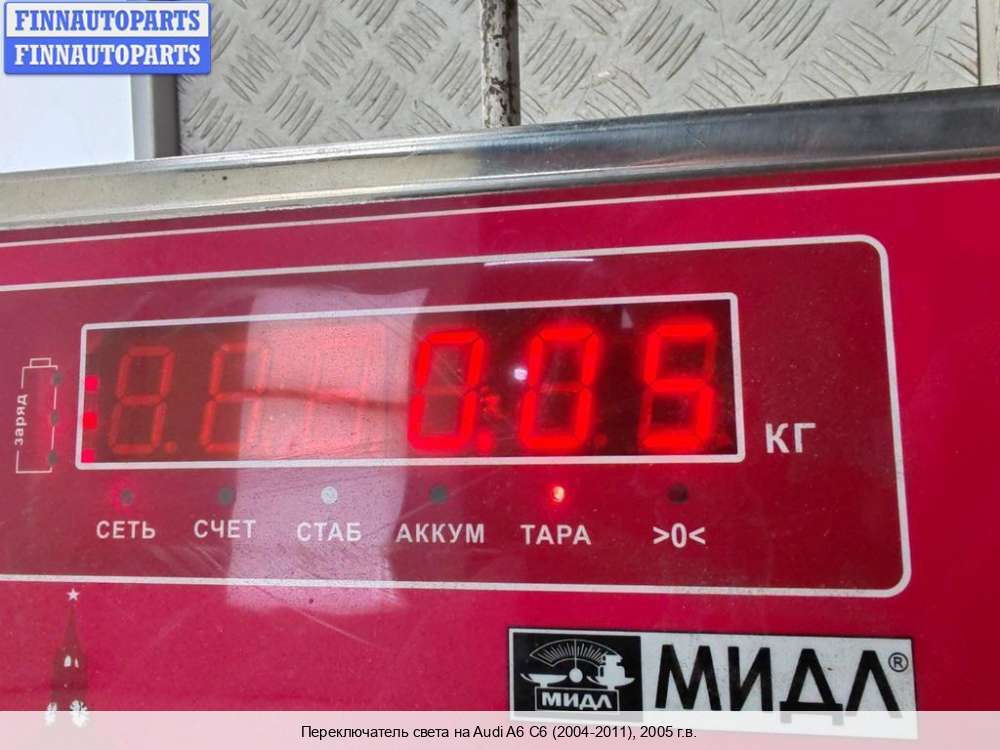 FINNAUTOPARTS
FINNAUTOPARTS
заряд
0.05
КГ
СЕТЬ СЧЕТ СТАБ АККУМ ТАРА >0<
МИДЛ МИДЛ®
Переключатель света на Audi A6 C6 (2004-2011), 2005 г.в.